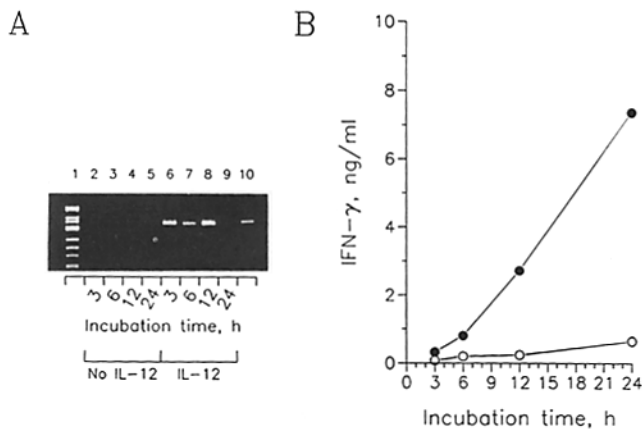 A
1 2 3 4 5 6 7 8 9 10
3 6 12 24 3 6 12 24
Incubation time, h
No IL-12 IL-12
B
IFN-γ, ng/ml
10
8
6
4
2
0
0 3 6 9 12 15 18 21 24
Incubation time, h